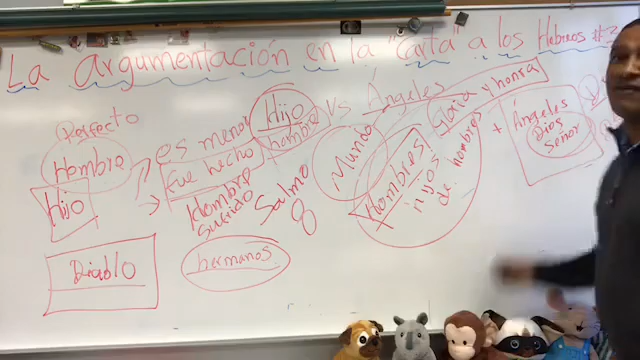 La argumentación en la "carta" a los Hebreos #3
Perfecto
Hombre
Hijo
Diablo
es menor
Fue hecho
Hombre
sufrido
hermanos
Hijo
hombre
Vs Ángeles
Salmo
8
Mundo
Hombres
hijos
de hombres
Gloria y honra
+
Ángeles
Dios
Señor